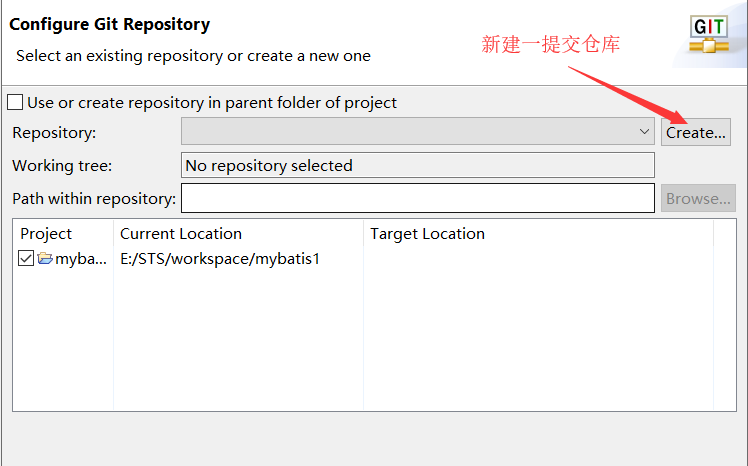 Configure Git Repository
Select an existing repository or create a new one
GIT
新建一提交仓库
Use or create repository in parent folder of project
Repository:
Create...
Working tree:
No repository selected
Path within repository:
Browse...
Project
Current Location
Target Location
myba...
E:/STS/workspace/mybatis1